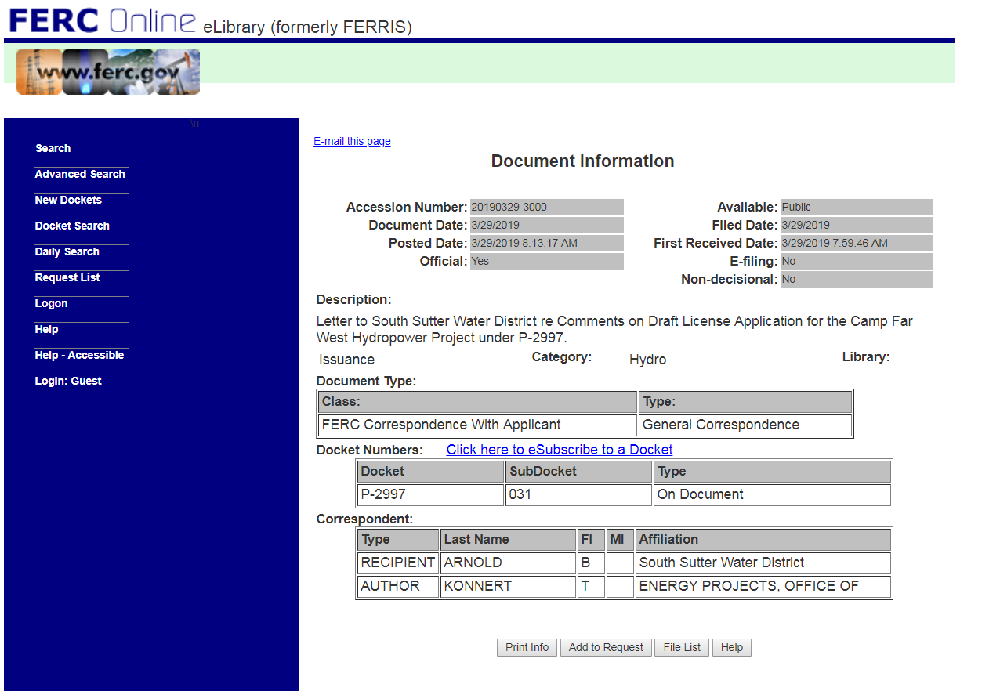 FERC Online eLibrary (formerly FERRIS)
www.ferc.gov
\n
Search
Advanced Search
New Dockets
Docket Search
Daily Search
Request List
Logon
Help
Help - Accessible
Login: Guest
E-mail this page
Document Information
Accession Number: 20190329-3000 Available: Public
Document Date: 3/29/2019 Filed Date: 3/29/2019
Posted Date: 3/29/2019 8:13:17 AM First Received Date: 3/29/2019 7:59:46 AM
Official: Yes E-filing: No
Non-decisional: No
Description:
Letter to South Sutter Water District re Comments on Draft License Application for the Camp Far
West Hydropower Project under P-2997.
Issuance Category: Hydro Library:
Document Type:
Class: Type:
FERC Correspondence With Applicant General Correspondence
Docket Numbers: Click here to eSubscribe to a Docket
Docket SubDocket Type
P-2997 031 On Document
Correspondent:
Type Last Name FI MI Affiliation
RECIPIENT ARNOLD B South Sutter Water District
AUTHOR KONNERT T ENERGY PROJECTS, OFFICE OF
Print Info Add to Request File List Help